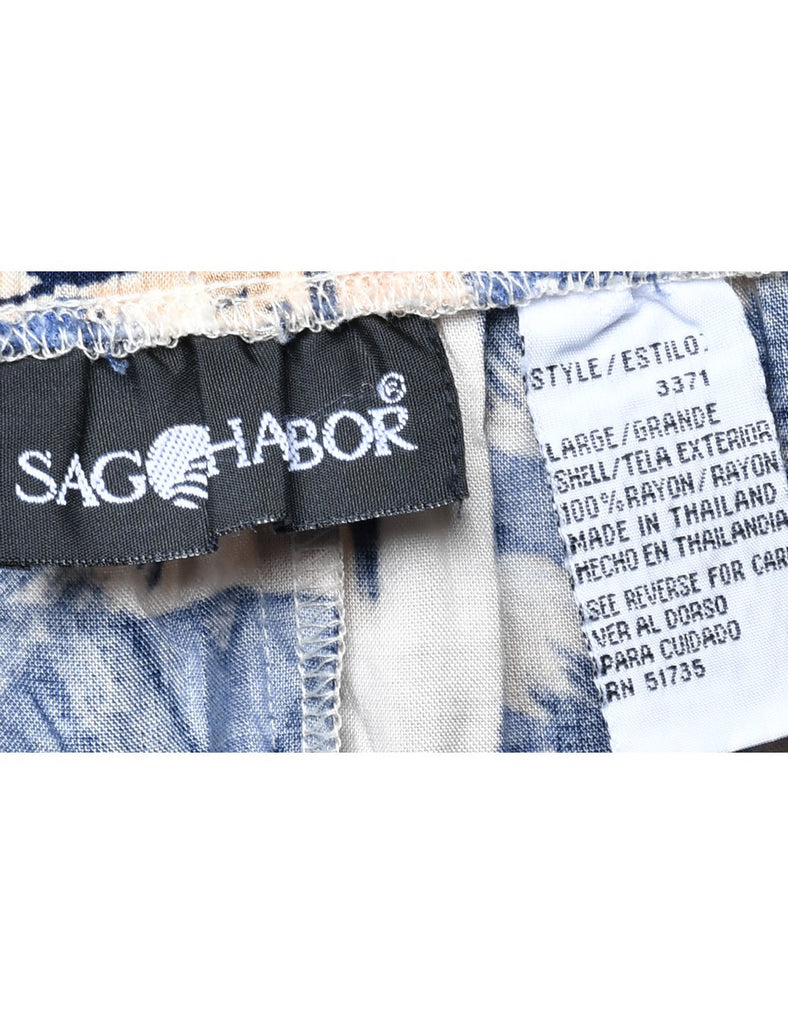 SAG HABOR®
STYLE/ESTILO:
3371
LARGE/GRANDE
SHELL/TELA EXTERIOR
100% RAYON/RAYON
MADE IN THAILAND
HECHO EN THAILANDIA
SEE REVERSE FOR CARE
VER AL DORSO
PARA CUIDADO
RN 51735